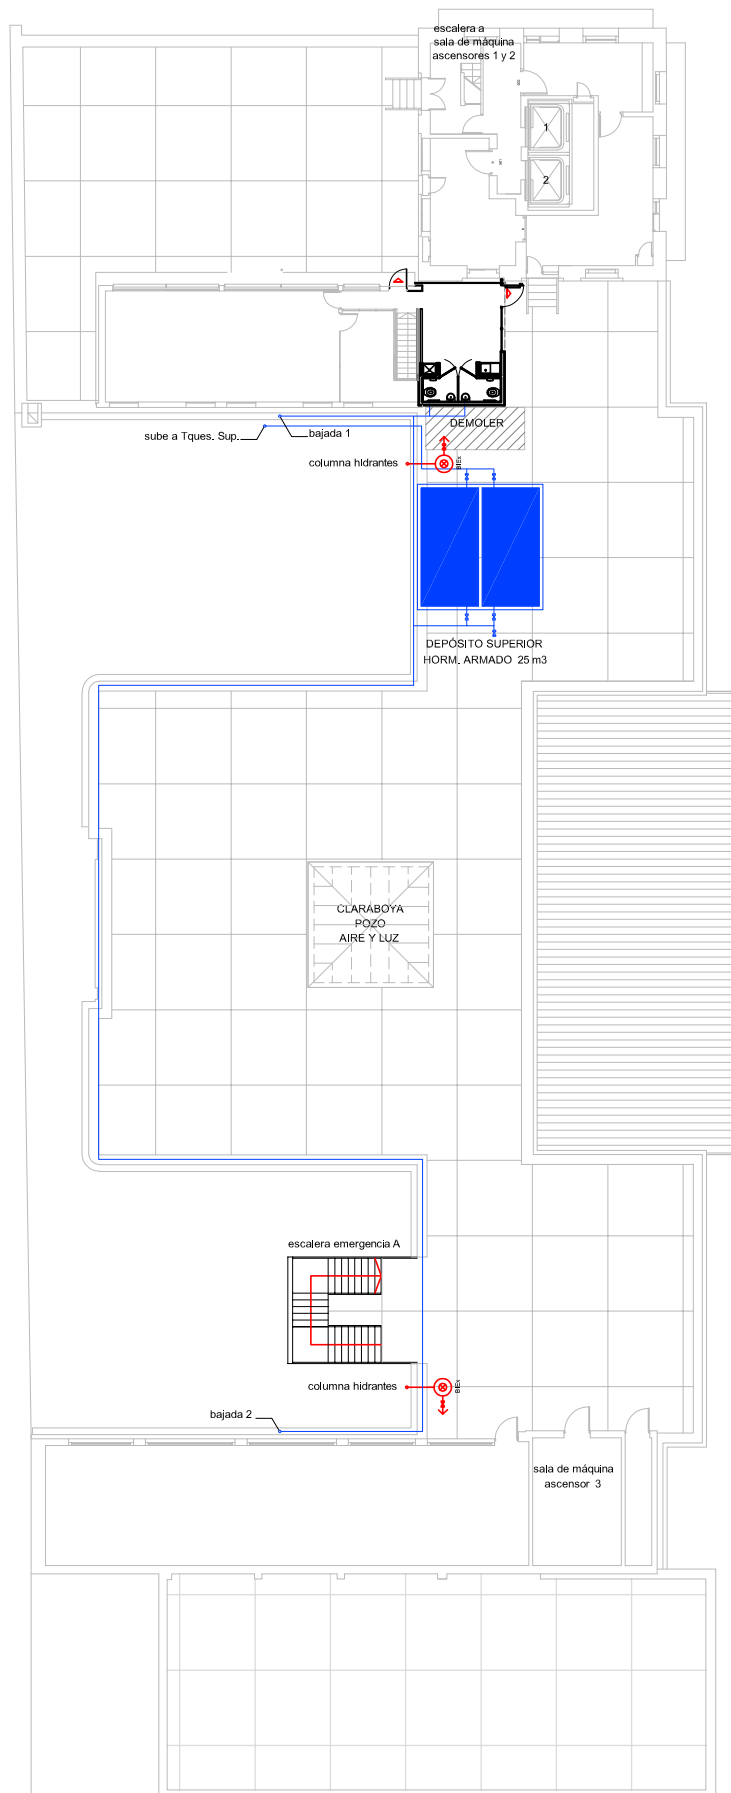 escalera a
sala de máquina
ascensores 1 y 2
1
2
DEMOLER
bajada 1
sube a Tques. Sup.
columna hidrantes
BIEx
DEPÓSITO SUPERIOR
HORM. ARMADO 25 m3
CLARABOYA
POZO
AIRE Y LUZ
escalera emergencia A
columna hidrantes
BIEx
bajada 2
sala de máquina
ascensor 3